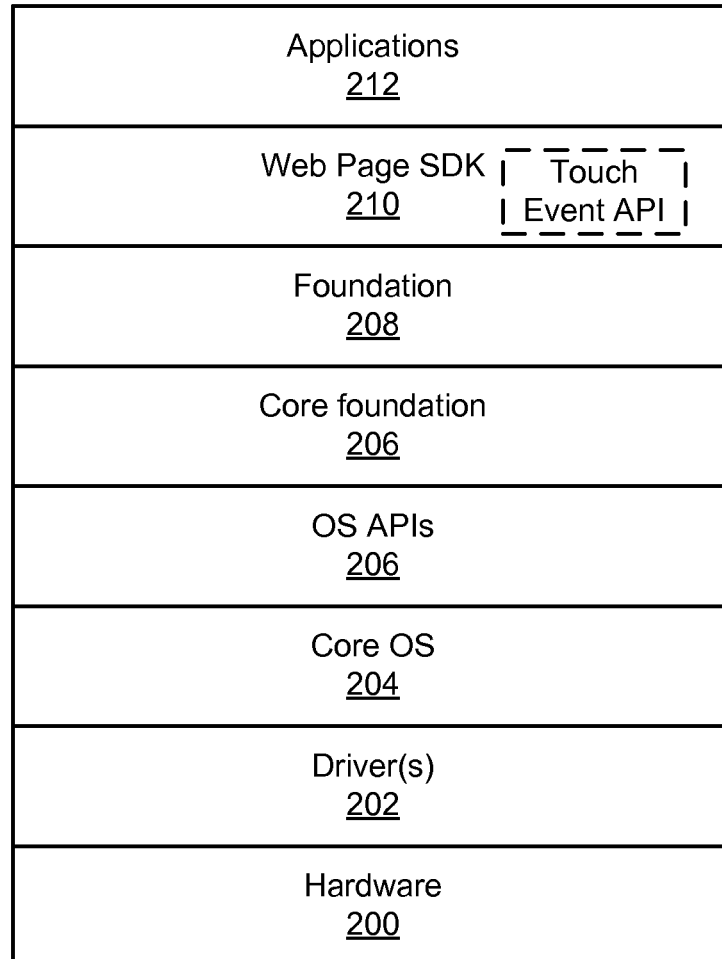 Applications
212
Web Page SDK
210
Touch
Event API
Foundation
208
Core foundation
206
OS APIs
206
Core OS
204
Driver(s)
202
Hardware
200